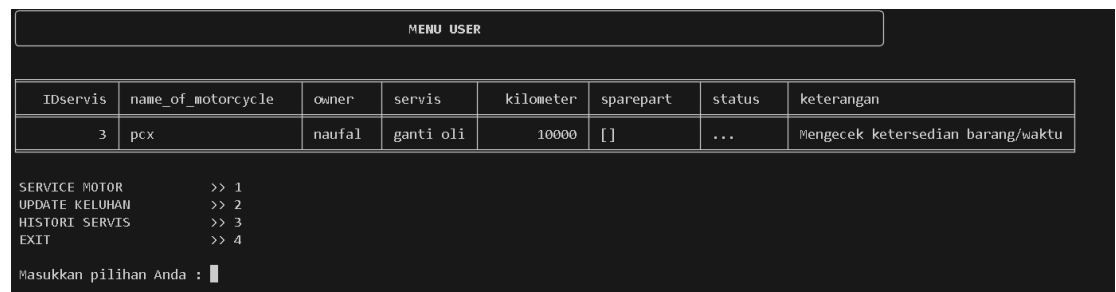 MENU USER
IDservis name_of_motorcycle owner servis kilometer sparepart status keterangan
3 pcx naufal ganti oli 10000 [] ... Mengecek ketersedian barang/waktu
SERVICE MOTOR >> 1
UPDATE KELUHAN >> 2
HISTORI SERVIS >> 3
EXIT >> 4
Masukkan pilihan Anda :